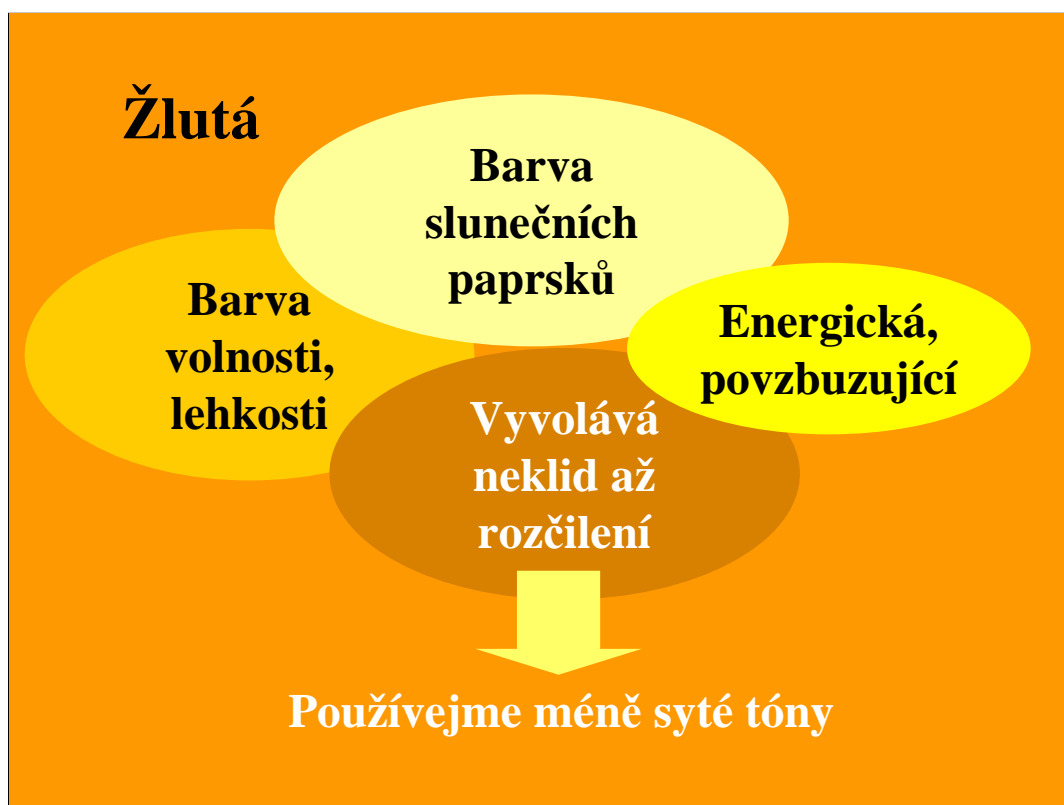 Žlutá
Barva
slunečních
paprsků
Barva
volnosti,
lehkosti
Energická,
povzbuzující
Vyvolává
neklid až
rozčilení
Používejme méně syté tóny